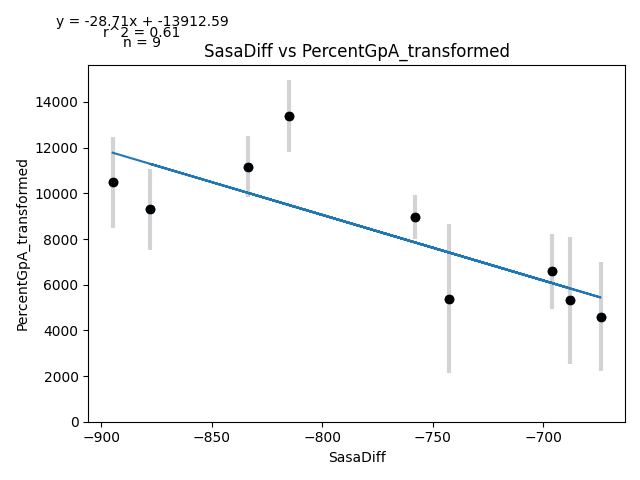 y = -28.71x + -13912.59
r^2 = 0.61
n = 9
SasaDiff vs PercentGpA_transformed
PercentGpA_transformed
14000
12000
10000
8000
6000
4000
2000
0
−900
−850
−800
−750
−700
SasaDiff